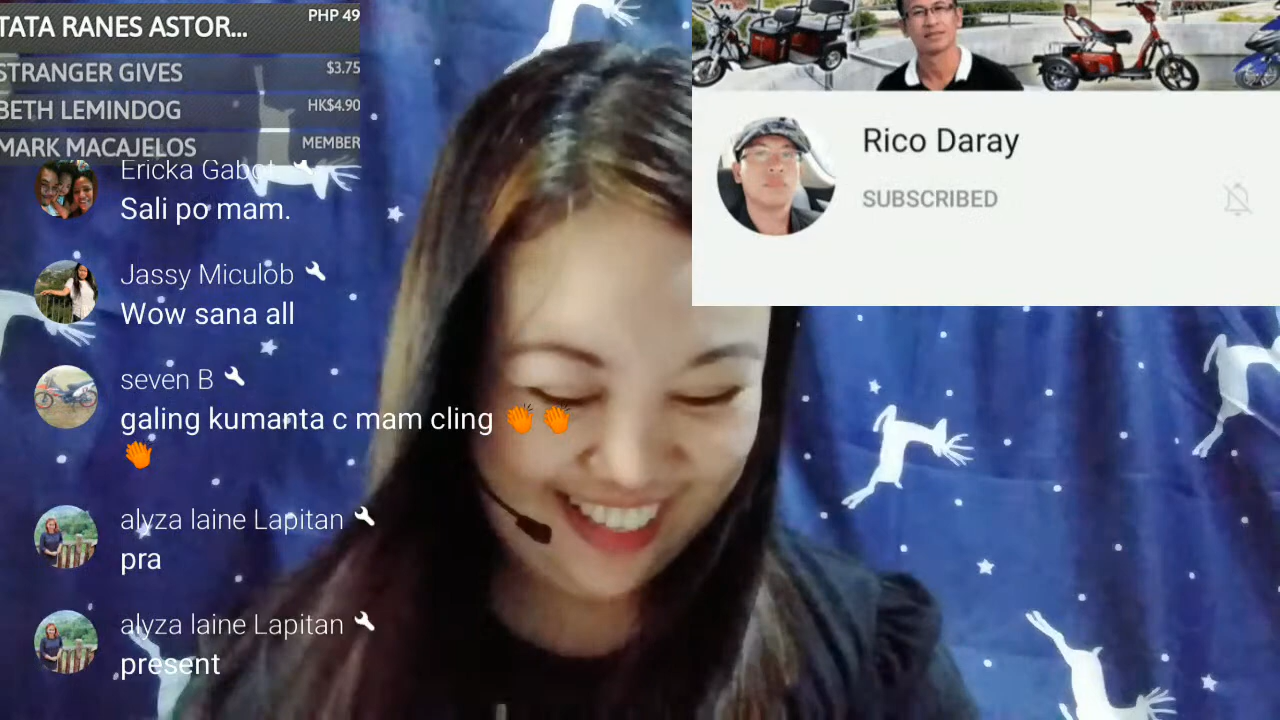 TATA RANES ASTOR...
PHP 49
STRANGER GIVES
$3.75
BETH LEMINDOG
HK$4.90
MARK MACAJELOS
MEMBER
Ericka Gabot
Sali po mam.
Jassy Miculob
Wow sana all
seven B
galing kumanta c mam cling 👏👏
👏
alyza laine Lapitan
pra
alyza laine Lapitan
present
Rico Daray
SUBSCRIBED